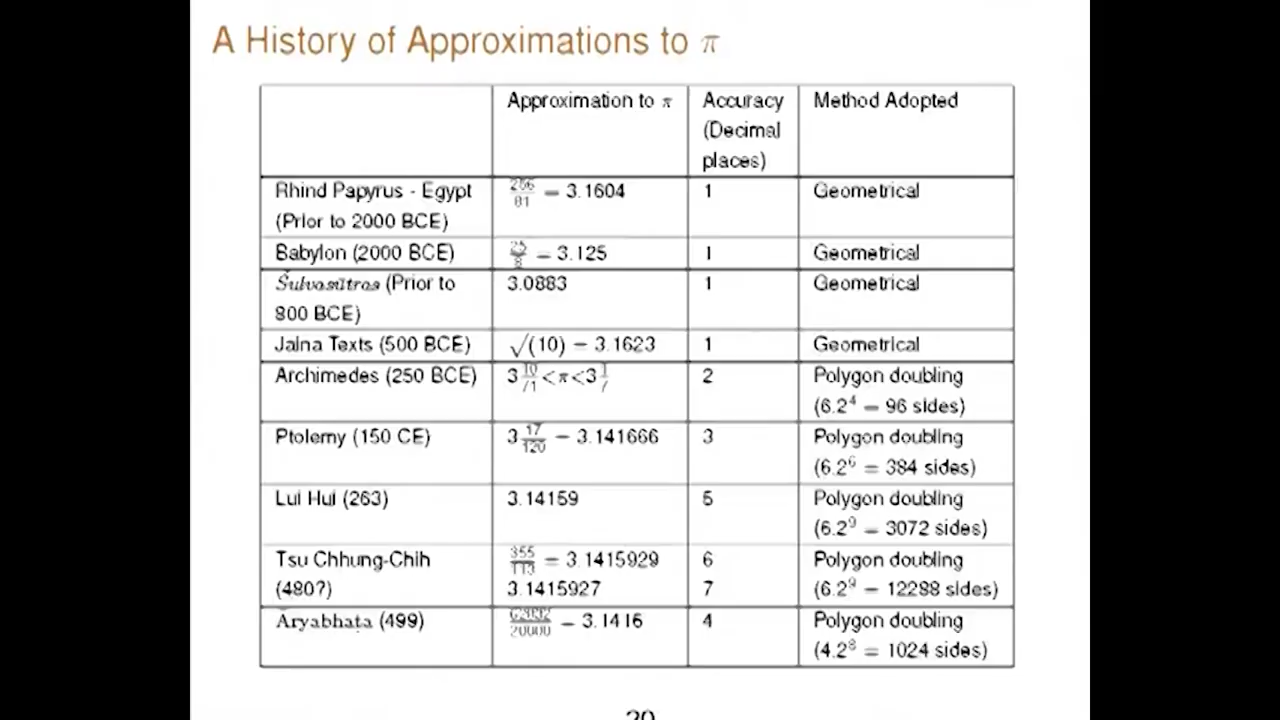 A History of Approximations to π
Approximation to π Accuracy Method Adopted
(Decimal
places)
Rhind Papyrus - Egypt 256/81 = 3.1604 1 Geometrical
(Prior to 2000 BCE)
Babylon (2000 BCE) 25/8 = 3.125 1 Geometrical
Śulvasūtras (Prior to 3.0883 1 Geometrical
800 BCE)
Jaina Texts (500 BCE) √(10) = 3.1623 1 Geometrical
Archimedes (250 BCE) 3 10/71 < π < 3 1/7 2 Polygon doubling
(6.2⁴ = 96 sides)
Ptolemy (150 CE) 3 17/120 = 3.141666 3 Polygon doubling
(6.2⁶ = 384 sides)
Lui Hui (263) 3.14159 5 Polygon doubling
(6.2⁹ = 3072 sides)
Tsu Chhung-Chih 355/113 = 3.1415929 6 Polygon doubling
(480?) 3.1415927 7 (6.2⁹ = 12288 sides)
Āryabhaṭa (499) 62832/20000 = 3.1416 4 Polygon doubling
(4.2⁸ = 1024 sides)
20